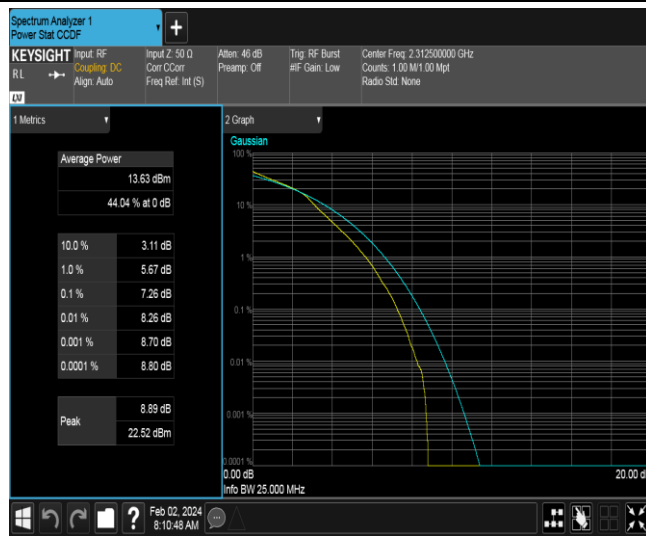 Spectrum Analyzer 1
Power Stat CCDF
+
KEYSIGHT
RL
LXI
Input: RF
Coupling: DC
Align: Auto
Input Z: 50 Ω
Corr CCorr
Freq Ref: Int (S)
Atten: 46 dB
Preamp: Off
Trig: RF Burst
#IF Gain: Low
Center Freq: 2.312500000 GHz
Counts: 1.00 M/1.00 Mpt
Radio Std: None
1 Metrics
Average Power
13.63 dBm
44.04 % at 0 dB
10.0 % 3.11 dB
1.0 % 5.67 dB
0.1 % 7.26 dB
0.01 % 8.26 dB
0.001 % 8.70 dB
0.0001 % 8.80 dB
Peak
8.89 dB
22.52 dBm
2 Graph
Gaussian
100 %
10 %
1 %
0.1 %
0.01 %
0.001 %
0.0001 %
0.00 dB
20.00 d
Info BW 25.000 MHz
?
Feb 02, 2024
8:10:48 AM